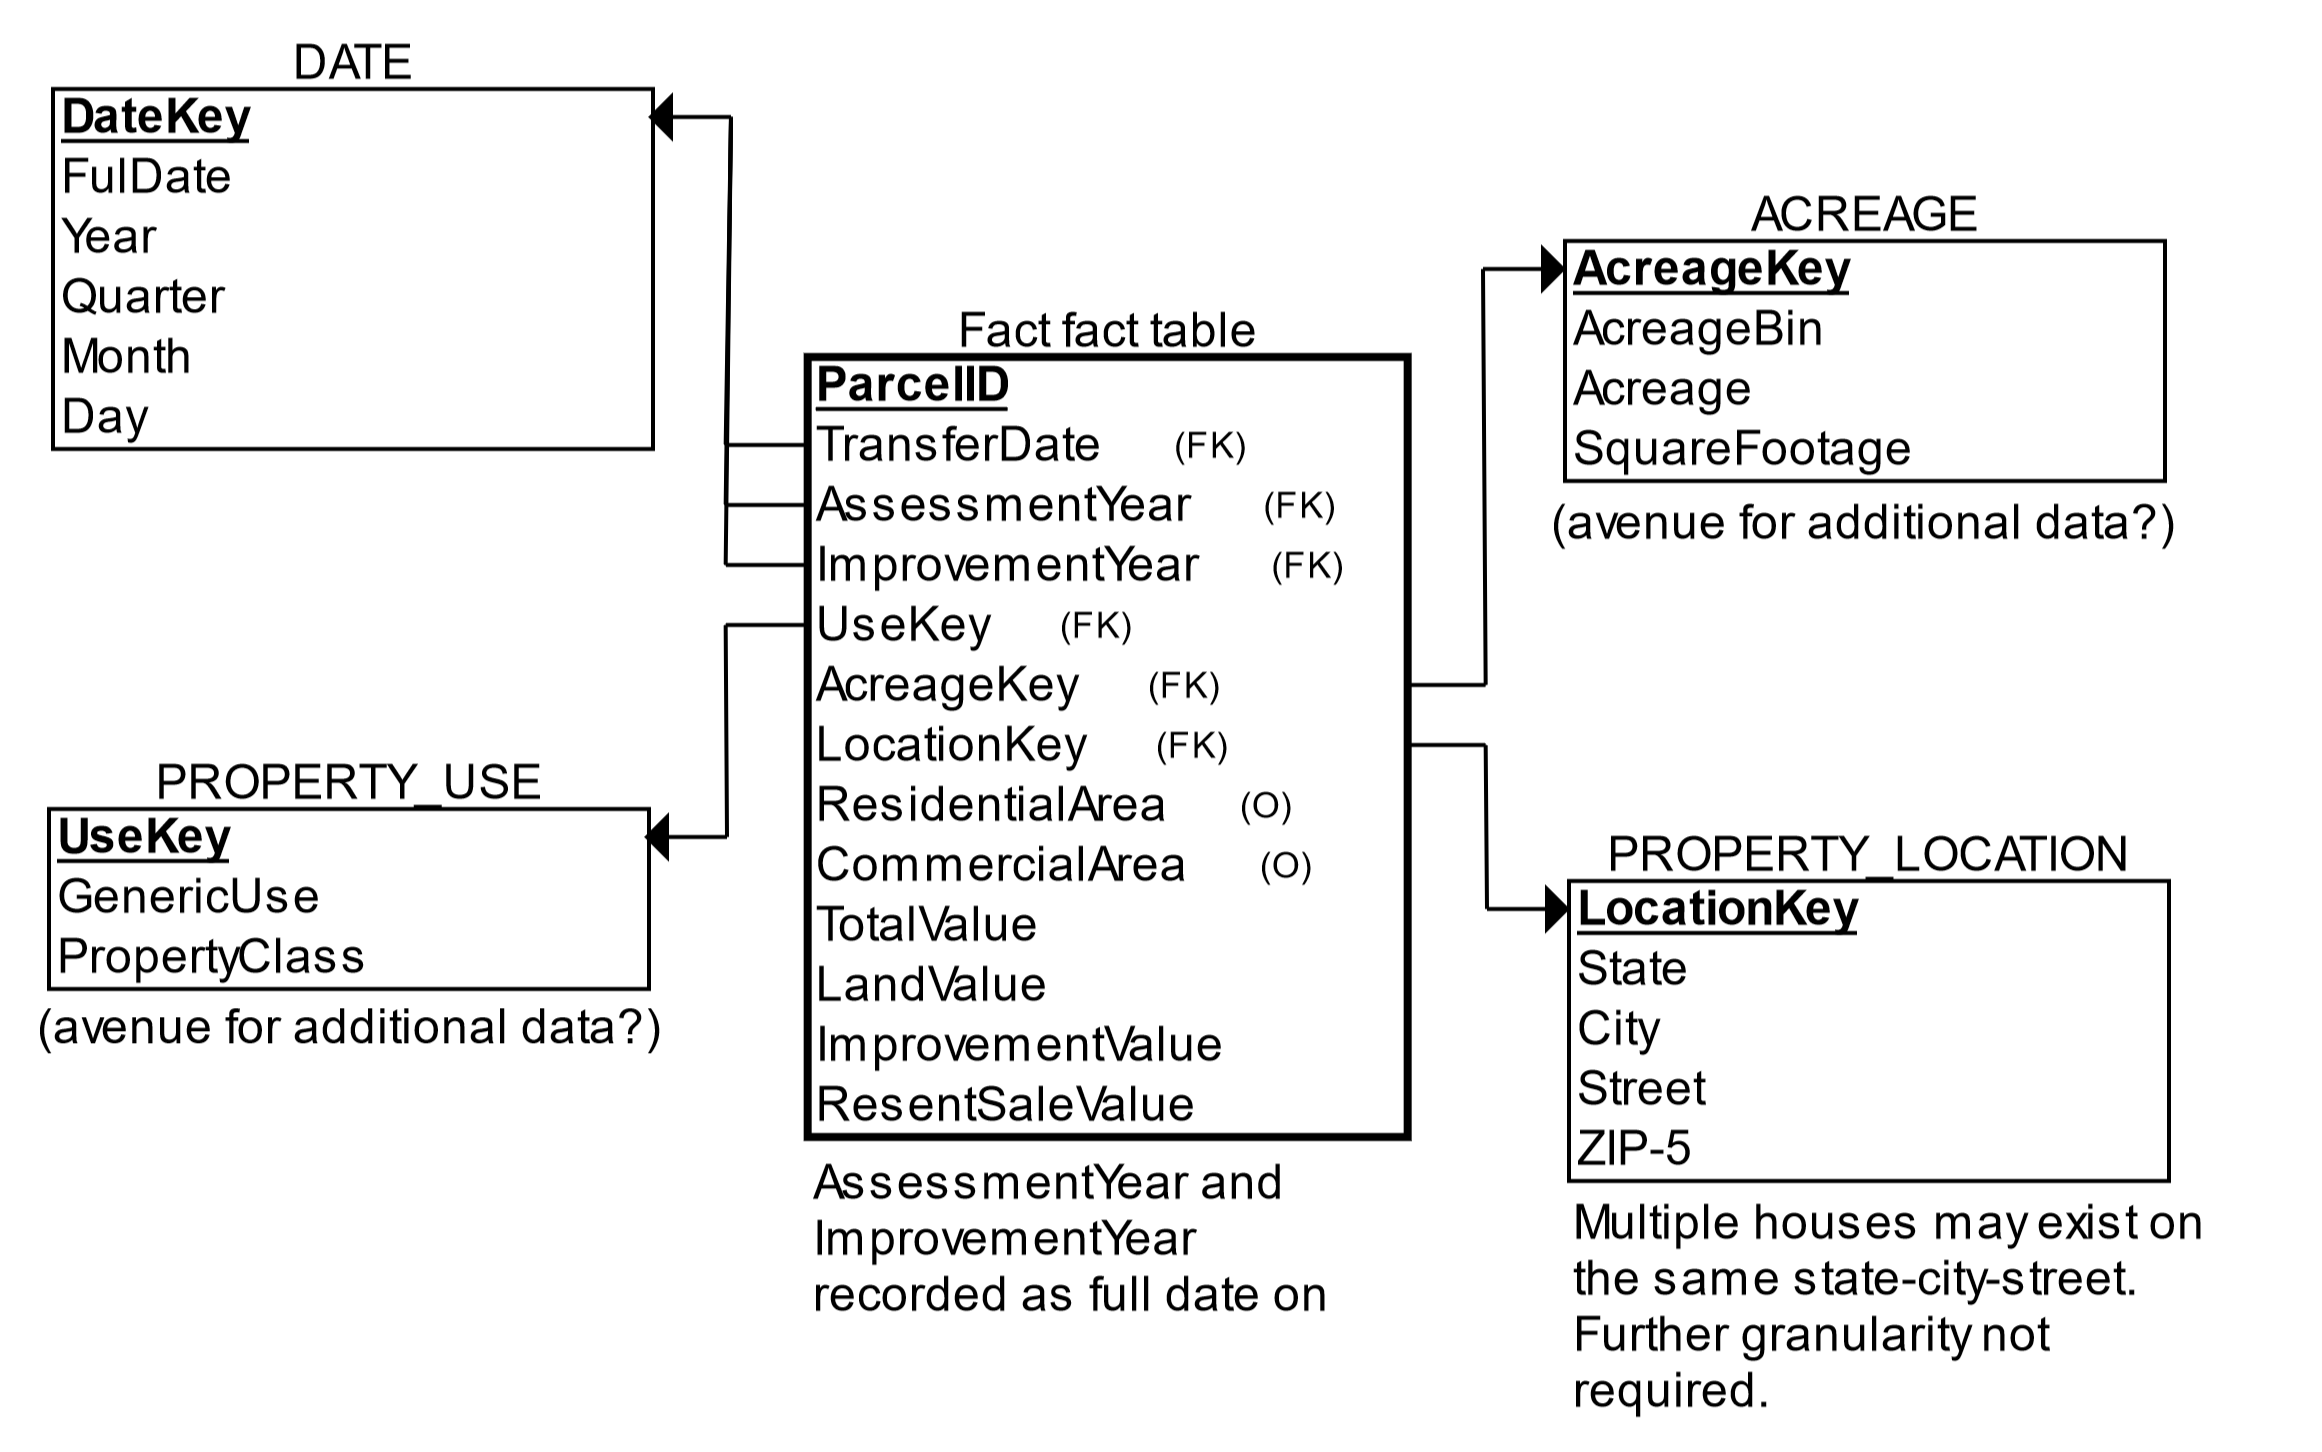 DATE
DateKey
FulDate
Year
Quarter
Month
Day
Fact fact table
ParcelID
TransferDate (FK)
AssessmentYear (FK)
ImprovementYear (FK)
UseKey (FK)
AcreageKey (FK)
LocationKey (FK)
ResidentialArea (O)
CommercialArea (O)
TotalValue
LandValue
ImprovementValue
ResentSaleValue
AssessmentYear and
ImprovementYear
recorded as full date on
PROPERTY_USE
UseKey
GenericUse
PropertyClass
(avenue for additional data?)
ACREAGE
AcreageKey
AcreageBin
Acreage
SquareFootage
(avenue for additional data?)
PROPERTY_LOCATION
LocationKey
State
City
Street
ZIP-5
Multiple houses may exist on
the same state-city-street.
Further granularity not
required.